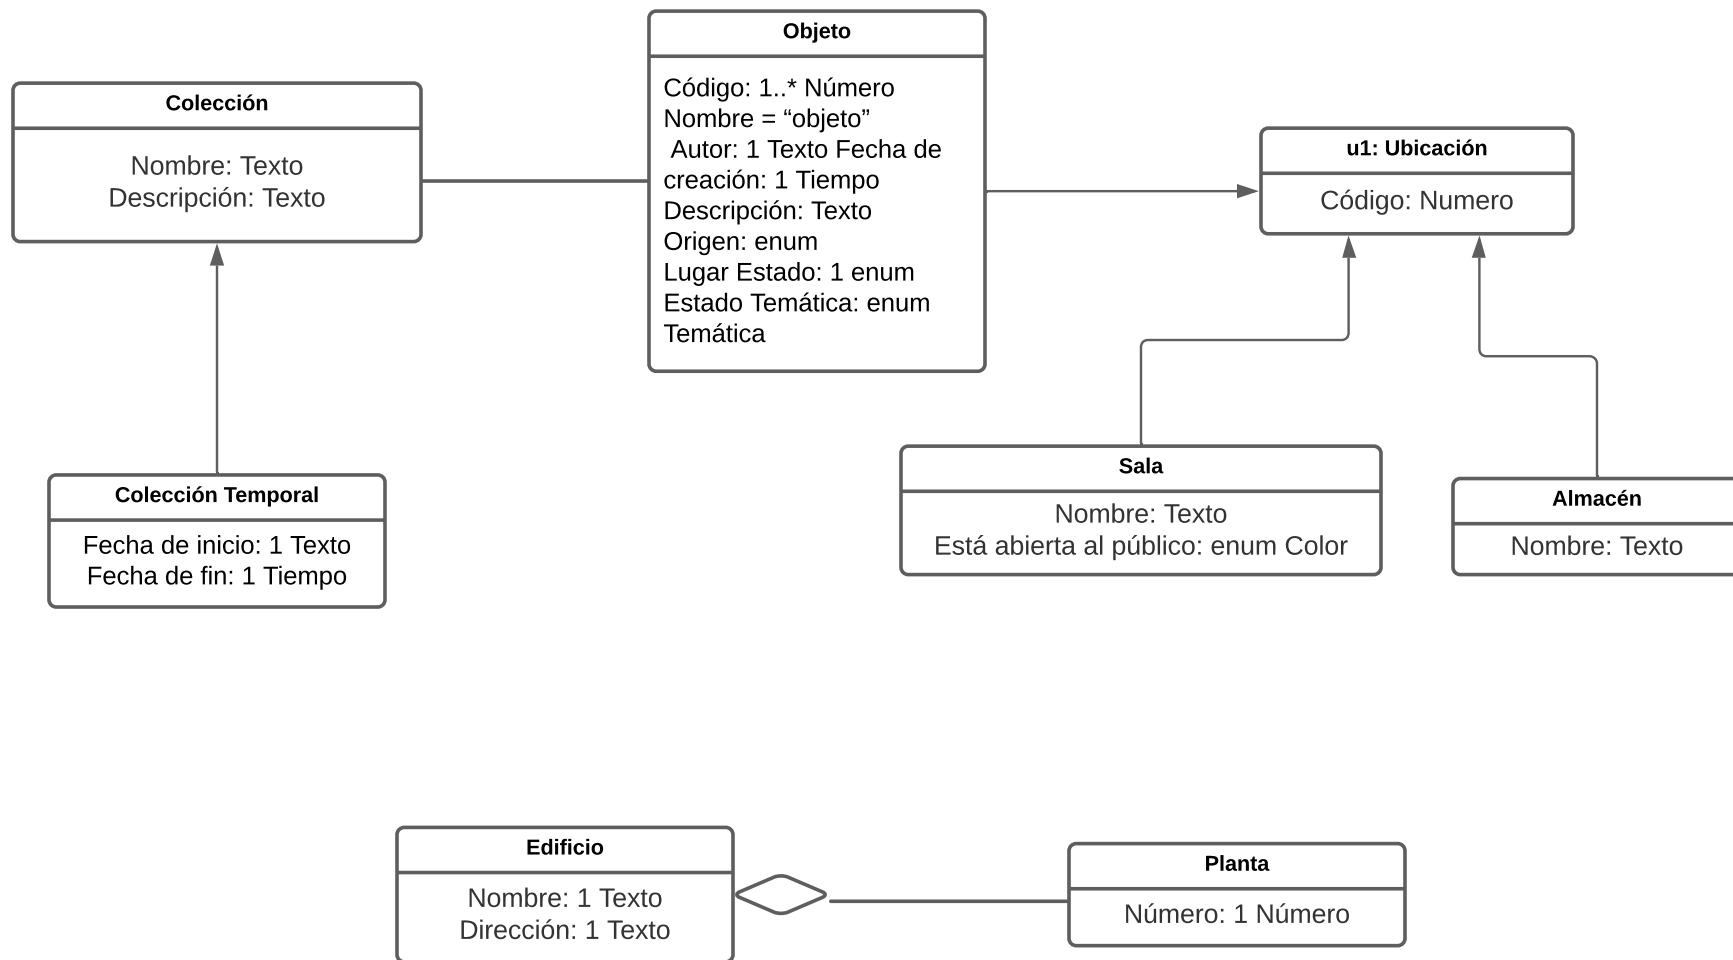 Objeto
Código: 1..* Número
Nombre = “objeto”
Autor: 1 Texto Fecha de
creación: 1 Tiempo
Descripción: Texto
Origen: enum
Lugar Estado: 1 enum
Estado Temática: enum
Temática
Colección
Nombre: Texto
Descripción: Texto
u1: Ubicación
Código: Numero
Colección Temporal
Fecha de inicio: 1 Texto
Fecha de fin: 1 Tiempo
Sala
Nombre: Texto
Está abierta al público: enum Color
Almacén
Nombre: Texto
Edificio
Nombre: 1 Texto
Dirección: 1 Texto
Planta
Número: 1 Número